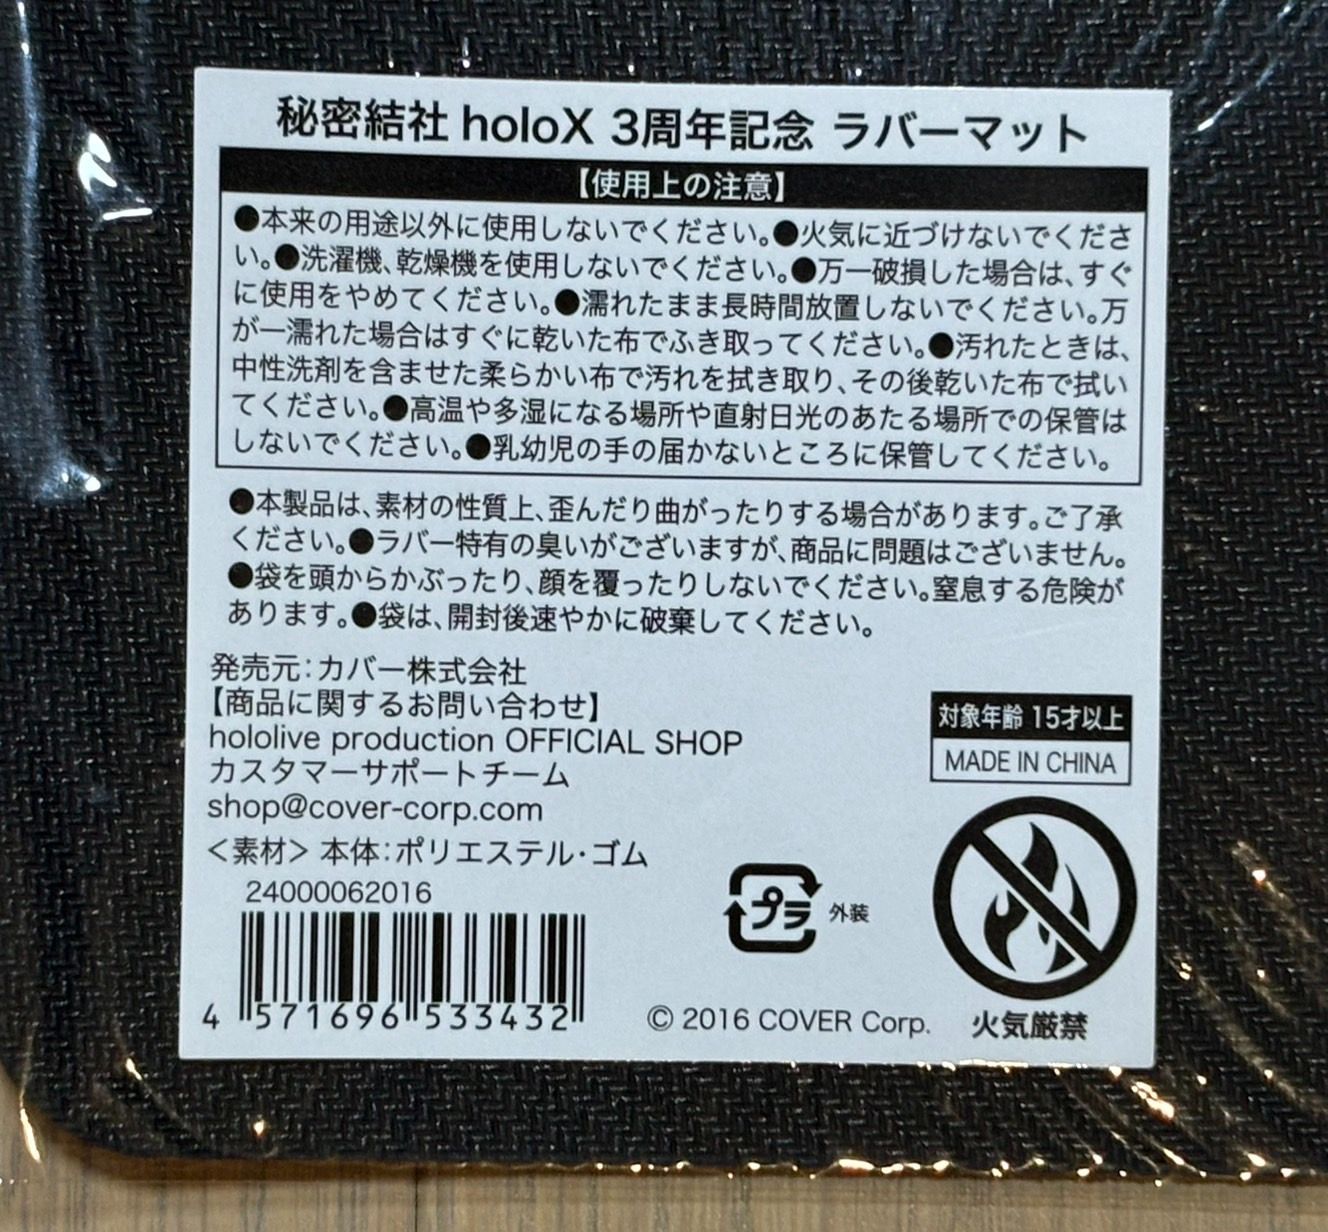 秘密結社 holoX 3周年記念 ラバーマット
【使用上の注意】
●本来の用途以外に使用しないでください。●火気に近づけないでくださ
い。●洗濯機、乾燥機を使用しないでください。●万一破損した場合は、すぐ
に使用をやめてください。●濡れたまま長時間放置しないでください。万
が一濡れた場合はすぐに乾いた布でふき取ってください。●汚れたときは、
中性洗剤を含ませた柔らかい布で汚れを拭き取り、その後乾いた布で拭い
てください。●高温や多湿になる場所や直射日光のあたる場所での保管は
しないでください。●乳幼児の手の届かないところに保管してください。
●本製品は、素材の性質上、歪んだり曲がったりする場合があります。ご了承
ください。●ラバー特有の臭いがございますが、商品に問題はございません。
●袋を頭からかぶったり、顔を覆ったりしないでください。窒息する危険が
あります。●袋は、開封後速やかに破棄してください。
発売元：カバー株式会社
【商品に関するお問い合わせ】
hololive production OFFICIAL SHOP
カスタマーサポートチーム
shop@cover-corp.com
＜素材＞ 本体：ポリエステル・ゴム
24000062016
4 571696 533432
対象年齢 15才以上
MADE IN CHINA
プラ 外装
© 2016 COVER Corp.
火気厳禁